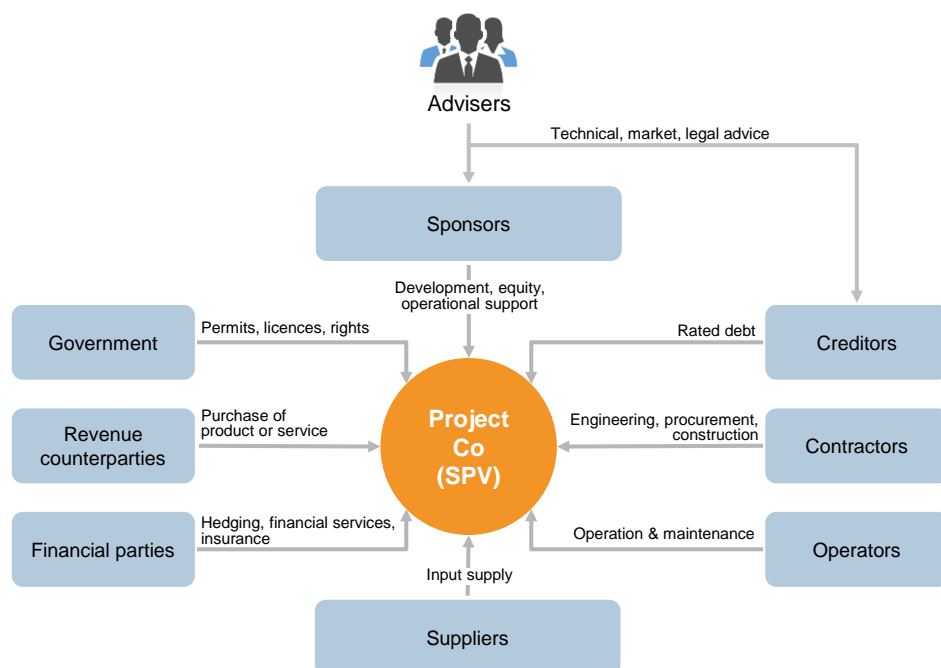 Advisers
Technical, market, legal advice
Sponsors
Development, equity,
operational support
Government
Permits, licences, rights
Rated debt
Creditors
Revenue
counterparties
Purchase of
product or service
Project
Co
(SPV)
Engineering, procurement,
construction
Contractors
Financial parties
Hedging, financial services,
insurance
Operation & maintenance
Operators
Input supply
Suppliers